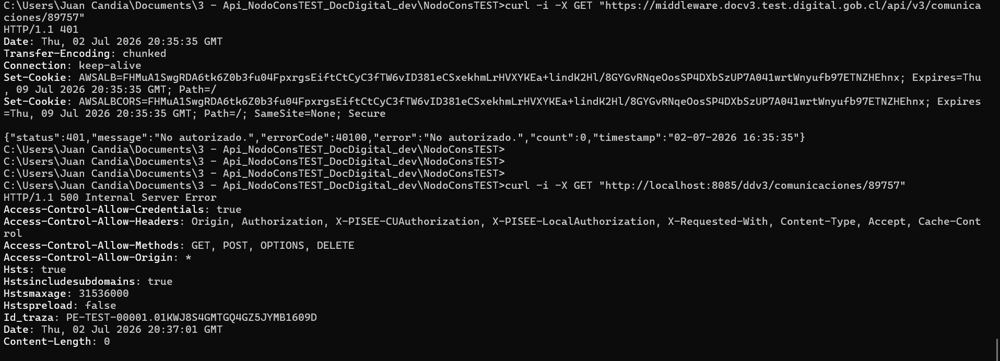 C:\Users\Juan Candia\Documents\3 - Api_NodoConsTEST_DocDigital_dev\NodoConsTEST>curl -i -X GET "https://middleware.docv3.test.digital.gob.cl/api/v3/comunica
ciones/89757"
HTTP/1.1 401
Date: Thu, 02 Jul 2026 20:35:35 GMT
Transfer-Encoding: chunked
Connection: keep-alive
Set-Cookie: AWSALB=FHMuA1SwgRDA6tk6Z0b3fu04FpxrgsEiftCtCyC3fTW6vID381eCSxekhmLrHVXYKEa+lindK2Hl/8GYGvRNqeOosSP4DXbSzUP7A041wrtWnyufb97ETNZHEhnx; Expires=Thu
, 09 Jul 2026 20:35:35 GMT; Path=/
Set-Cookie: AWSALBCORS=FHMuA1SwgRDA6tk6Z0b3fu04FpxrgsEiftCtCyC3fTW6vID381eCSxekhmLrHVXYKEa+lindK2Hl/8GYGvRNqeOosSP4DXbSzUP7A041wrtWnyufb97ETNZHEhnx; Expires
=Thu, 09 Jul 2026 20:35:35 GMT; Path=/; SameSite=None; Secure
{"status":401,"message":"No autorizado.","errorCode":40100,"error":"No autorizado.","count":0,"timestamp":"02-07-2026 16:35:35"}
C:\Users\Juan Candia\Documents\3 - Api_NodoConsTEST_DocDigital_dev\NodoConsTEST>
C:\Users\Juan Candia\Documents\3 - Api_NodoConsTEST_DocDigital_dev\NodoConsTEST>
C:\Users\Juan Candia\Documents\3 - Api_NodoConsTEST_DocDigital_dev\NodoConsTEST>
C:\Users\Juan Candia\Documents\3 - Api_NodoConsTEST_DocDigital_dev\NodoConsTEST>curl -i -X GET "http://localhost:8085/ddv3/comunicaciones/89757"
HTTP/1.1 500 Internal Server Error
Access-Control-Allow-Credentials: true
Access-Control-Allow-Headers: Origin, Authorization, X-PISEE-CUAuthorization, X-PISEE-LocalAuthorization, X-Requested-With, Content-Type, Accept, Cache-Cont
rol
Access-Control-Allow-Methods: GET, POST, OPTIONS, DELETE
Access-Control-Allow-Origin: *
Hsts: true
Hstsincludesubdomains: true
Hstsmaxage: 31536000
Hstspreload: false
Id_traza: PE-TEST-00001.01KWJ8S4GMTGQ4GZ5JYMB1609D
Date: Thu, 02 Jul 2026 20:37:01 GMT
Content-Length: 0